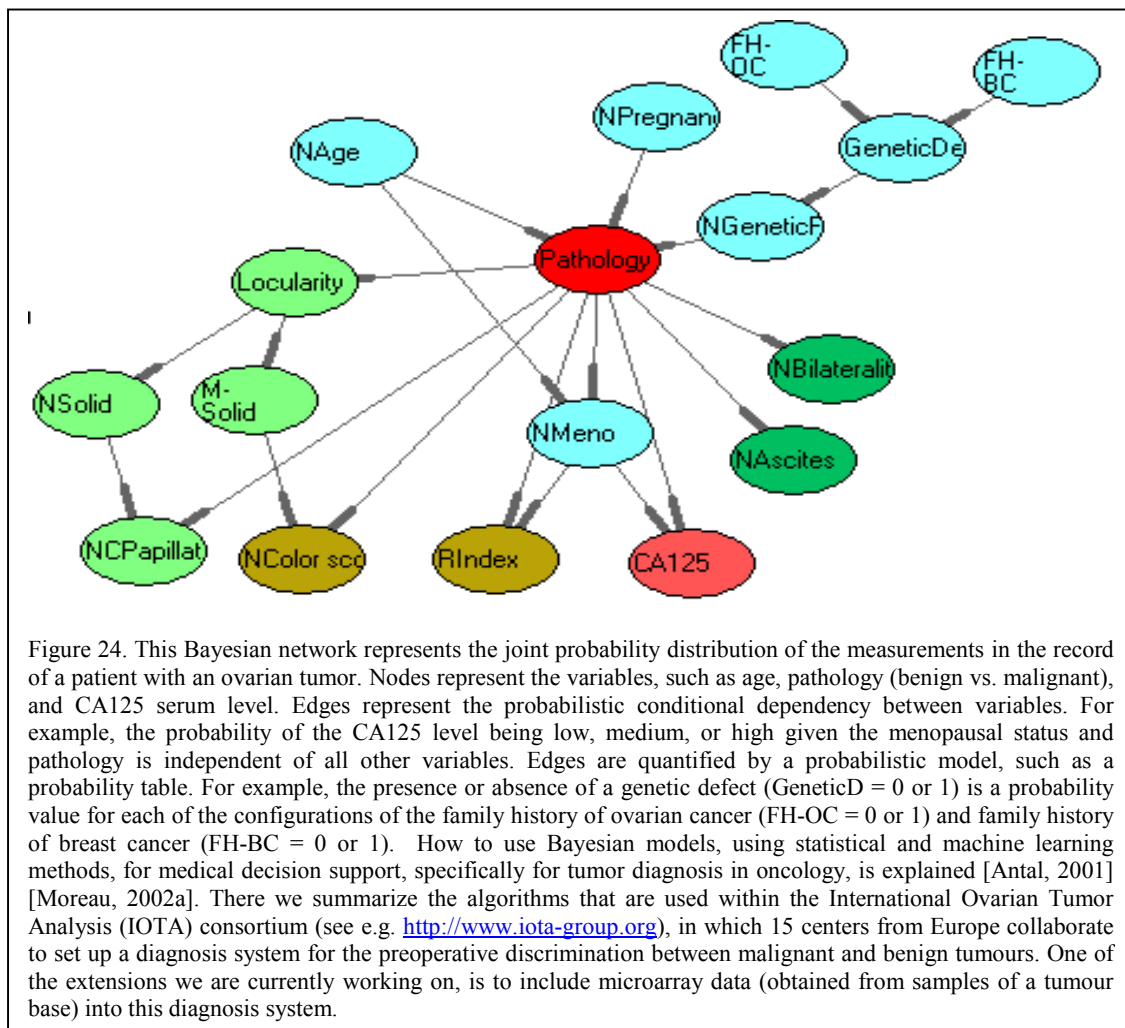 FH-
OC
FH-
BC
NPregnan
NAge
GeneticDe
NGeneticF
Pathology
Locularity
NBilateralit
M-
Solid
NSolid
NMeno
NAscites
NCPapillat
NColor sco
RIndex
CA125
Figure 24. This Bayesian network represents the joint probability distribution of the measurements in the record
of a patient with an ovarian tumor. Nodes represent the variables, such as age, pathology (benign vs. malignant),
and CA125 serum level. Edges represent the probabilistic conditional dependency between variables. For
example, the probability of the CA125 level being low, medium, or high given the menopausal status and
pathology is independent of all other variables. Edges are quantified by a probabilistic model, such as a
probability table. For example, the presence or absence of a genetic defect (GeneticD = 0 or 1) is a probability
value for each of the configurations of the family history of ovarian cancer (FH-OC = 0 or 1) and family history
of breast cancer (FH-BC = 0 or 1).  How to use Bayesian models, using statistical and machine learning
methods, for medical decision support, specifically for tumor diagnosis in oncology, is explained [Antal, 2001]
[Moreau, 2002a]. There we summarize the algorithms that are used within the International Ovarian Tumor
Analysis (IOTA) consortium (see e.g. http://www.iota-group.org), in which 15 centers from Europe collaborate
to set up a diagnosis system for the preoperative discrimination between malignant and benign tumours. One of
the extensions we are currently working on, is to include microarray data (obtained from samples of a tumour
base) into this diagnosis system.